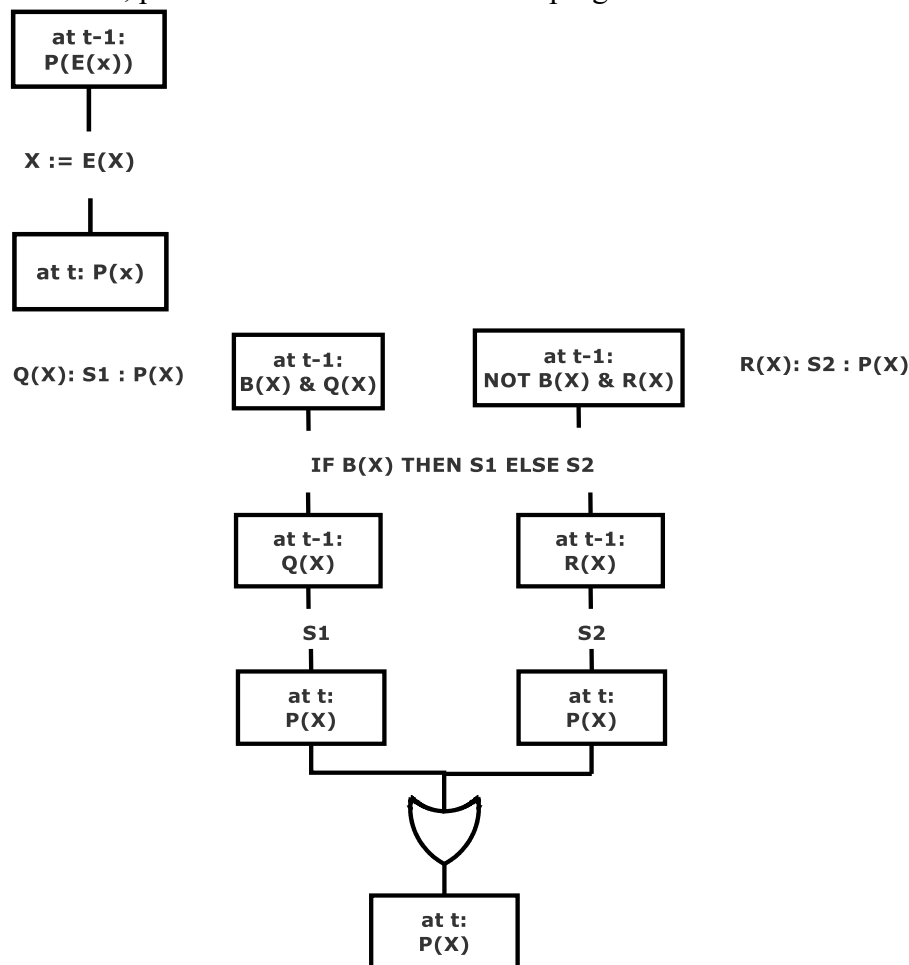 at t-1:
P(E(x))
X := E(X)
at t: P(x)
Q(X): S1 : P(X)
at t-1:
B(X) & Q(X)
at t-1:
NOT B(X) & R(X)
R(X): S2 : P(X)
IF B(X) THEN S1 ELSE S2
at t-1:
Q(X)
at t-1:
R(X)
S1
S2
at t:
P(X)
at t:
P(X)
at t:
P(X)